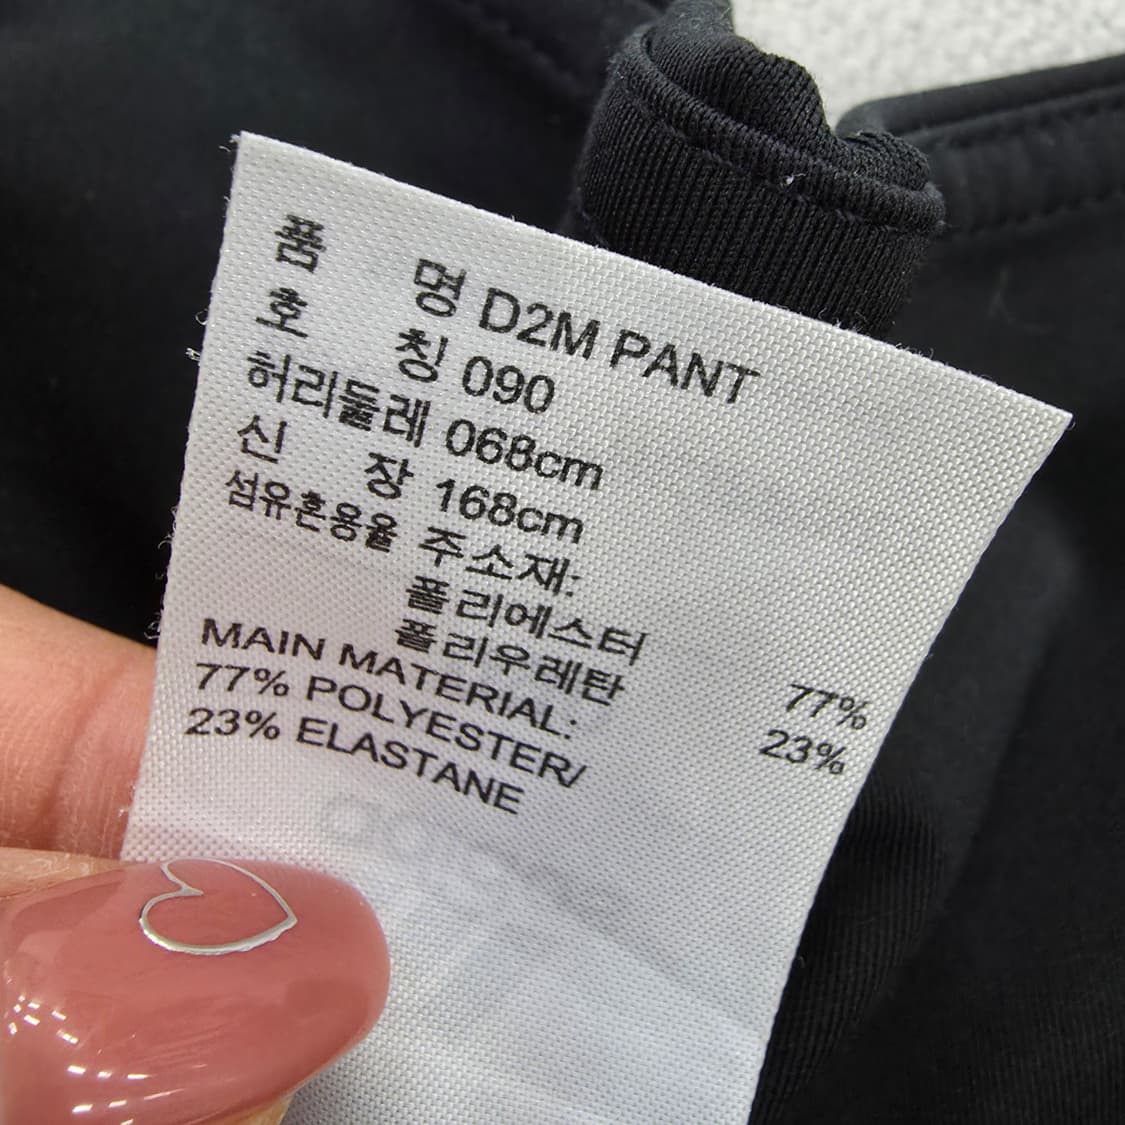 품 명 D2M PANT
호 칭 090
허리둘레 068cm
신 장 168cm
섬유혼용율 주소재:
폴리에스터 77%
폴리우레탄 23%
MAIN MATERIAL:
77% POLYESTER/
23% ELASTANE